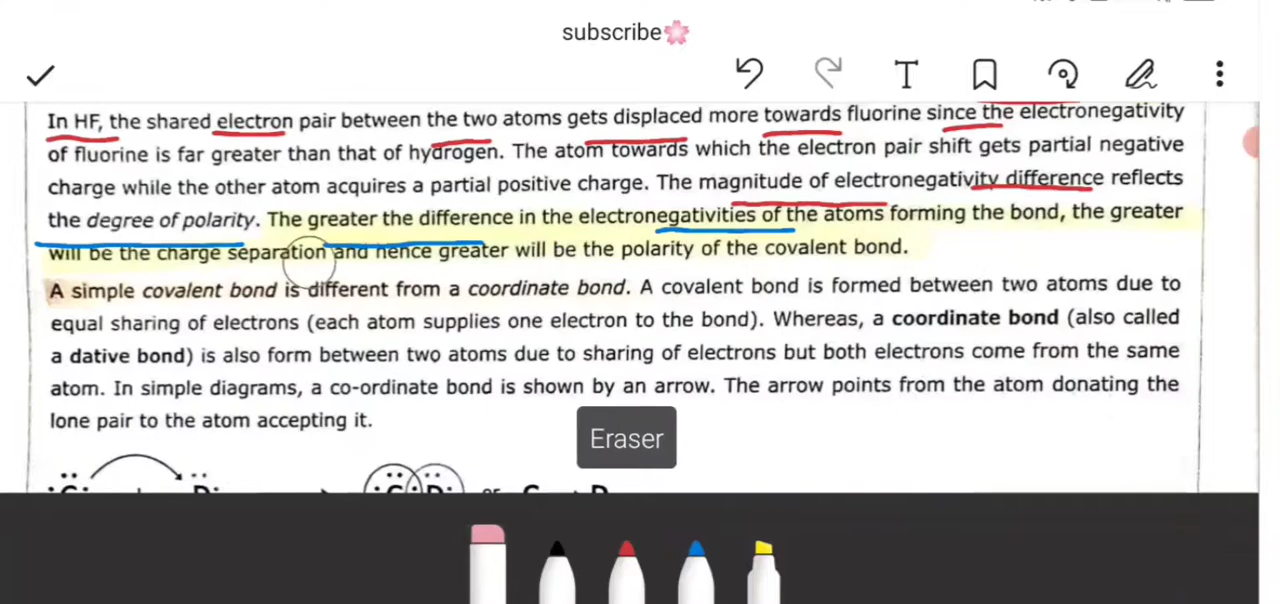 subscribe🌸
T
In HF, the shared electron pair between the two atoms gets displaced more towards fluorine since the electronegativity
of fluorine is far greater than that of hydrogen. The atom towards which the electron pair shift gets partial negative
charge while the other atom acquires a partial positive charge. The magnitude of electronegativity difference reflects
the degree of polarity. The greater the difference in the electronegativities of the atoms forming the bond, the greater
will be the charge separation and hence greater will be the polarity of the covalent bond.
A simple covalent bond is different from a coordinate bond. A covalent bond is formed between two atoms due to
equal sharing of electrons (each atom supplies one electron to the bond). Whereas, a coordinate bond (also called
a dative bond) is also form between two atoms due to sharing of electrons but both electrons come from the same
atom. In simple diagrams, a co-ordinate bond is shown by an arrow. The arrow points from the atom donating the
lone pair to the atom accepting it.
Eraser